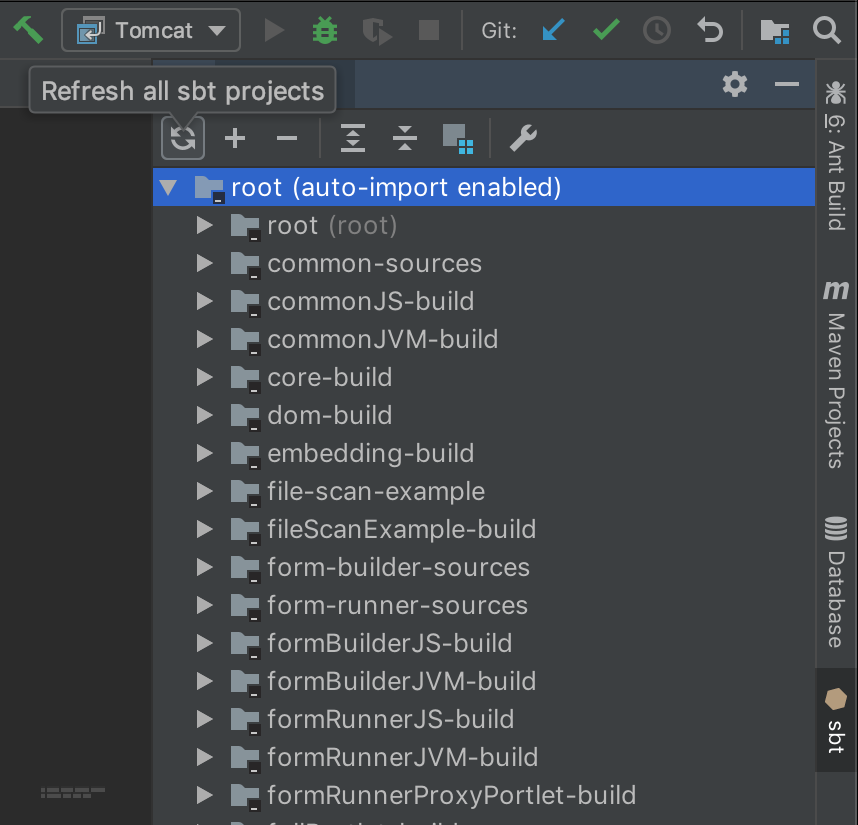 Tomcat
Git:
Refresh all sbt projects
root (auto-import enabled)
root (root)
common-sources
commonJS-build
commonJVM-build
core-build
dom-build
embedding-build
file-scan-example
fileScanExample-build
form-builder-sources
form-runner-sources
formBuilderJS-build
formBuilderJVM-build
formRunnerJS-build
formRunnerJVM-build
formRunnerProxyPortlet-build
6: Ant Build
m
Maven Projects
Database
sbt